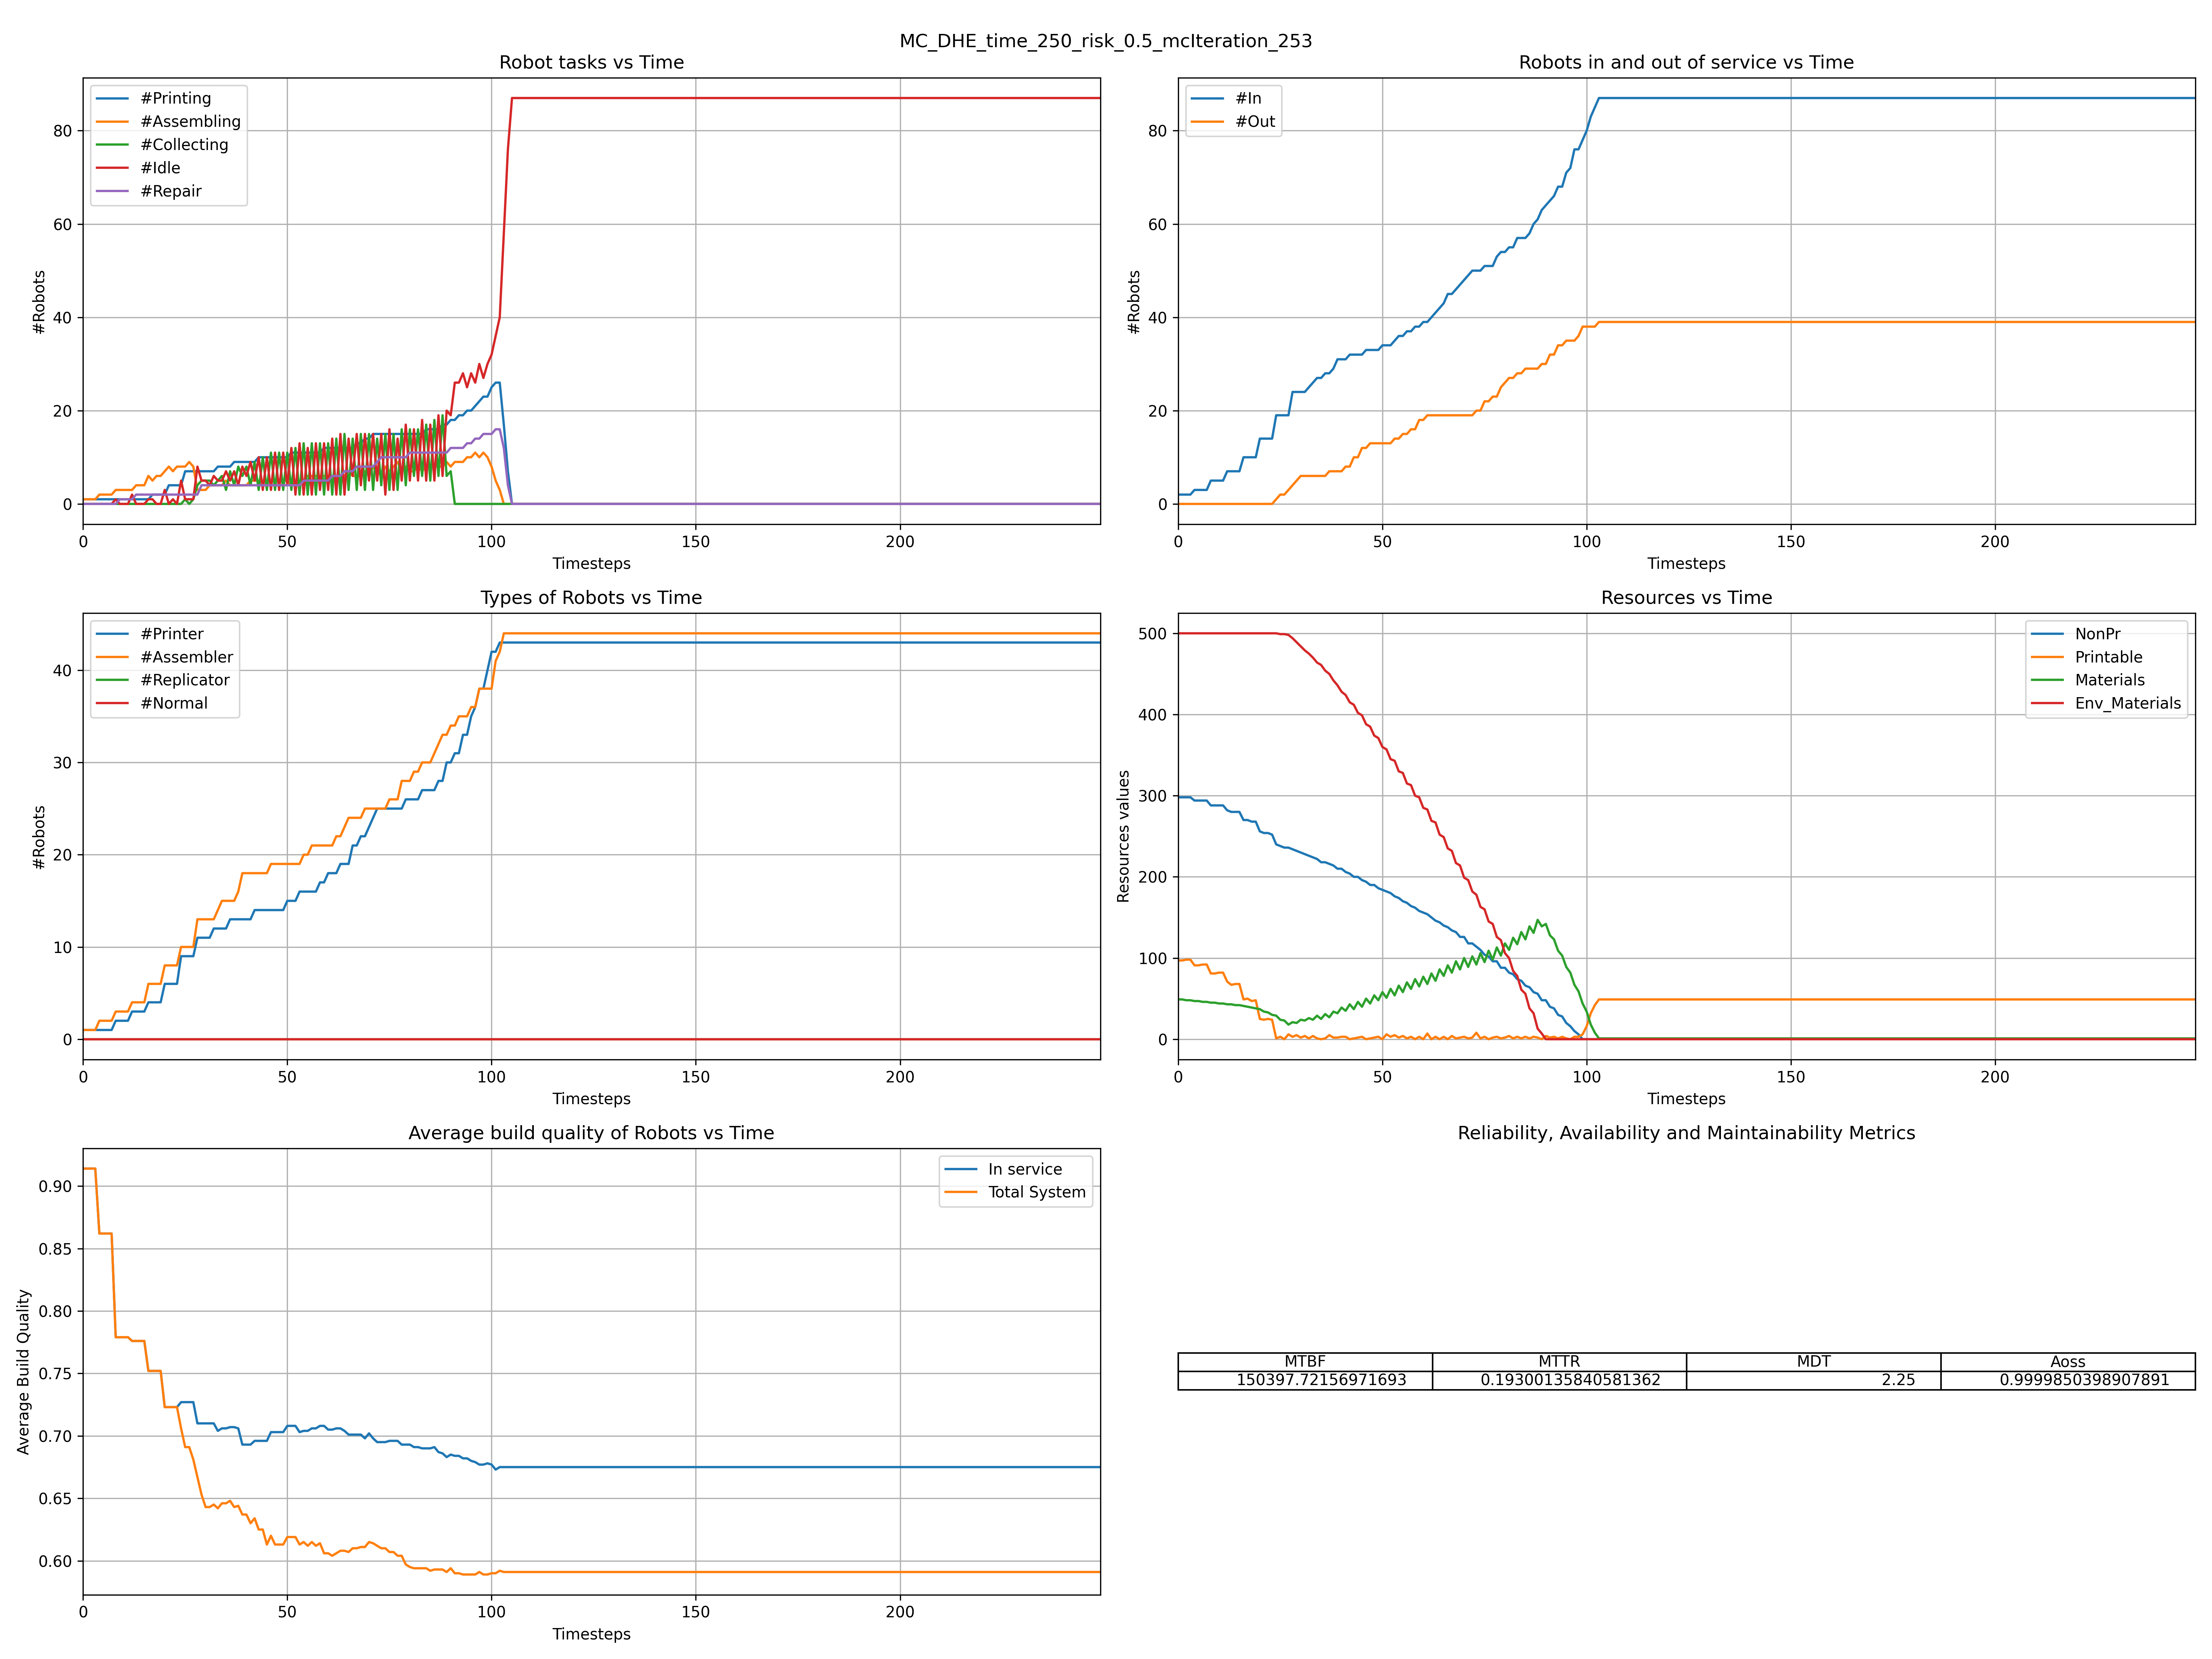 MC_DHE_time_250_risk_0.5_mcIteration_253
Robot tasks vs Time
#Printing
#Assembling
#Collecting
#Idle
#Repair
80
60
40
20
0
#Robots
0 50 100 150 200
Timesteps
Robots in and out of service vs Time
#In
#Out
80
60
40
20
0
#Robots
0 50 100 150 200
Timesteps
Types of Robots vs Time
#Printer
#Assembler
#Replicator
#Normal
40
30
20
10
0
#Robots
0 50 100 150 200
Timesteps
Resources vs Time
NonPr
Printable
Materials
Env_Materials
500
400
300
200
100
0
Resources values
0 50 100 150 200
Timesteps
Average build quality of Robots vs Time
In service
Total System
0.90
0.85
0.80
0.75
0.70
0.65
0.60
Average Build Quality
0 50 100 150 200
Timesteps
Reliability, Availability and Maintainability Metrics
MTBF MTTR MDT Aoss
150397.72156971693 0.19300135840581362 2.25 0.9999850398907891